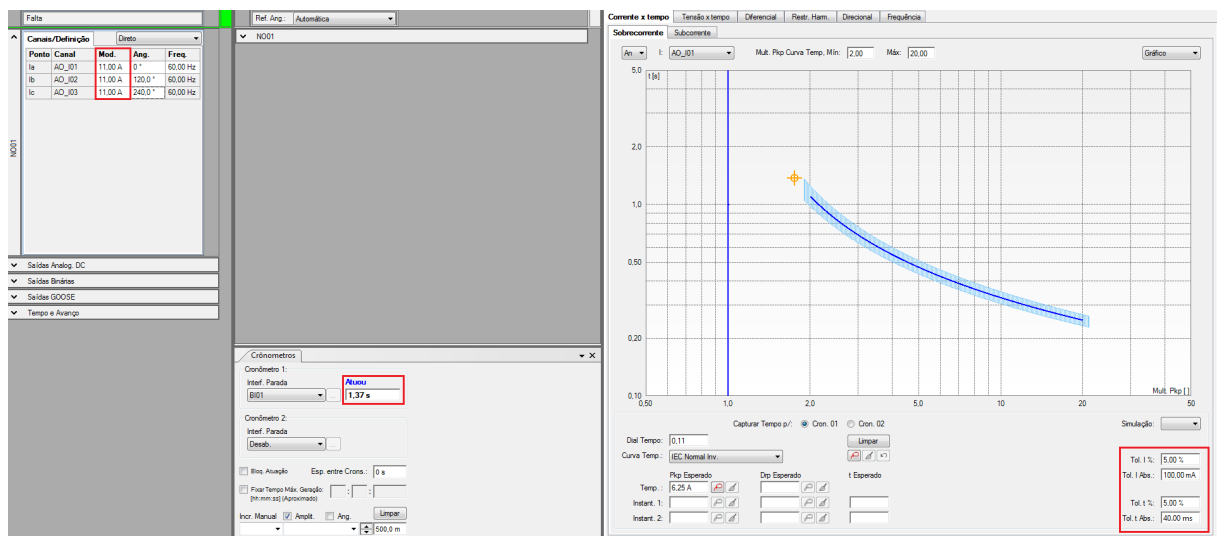 Falta
Canais/Definição Direto
Ponto Canal Mod. Ang. Freq.
Ia AO_I01 11,00 A 0 ° 60,00 Hz
Ib AO_I02 11,00 A 120,0 ° 60,00 Hz
Ic AO_I03 11,00 A 240,0 ° 60,00 Hz
NO01
Saídas Analog. DC
Saídas Binárias
Saídas GOOSE
Tempo e Avanço
Ref. Ang.: Automática
NO01
Crônometros
Cronômetro 1:
Interf. Parada Atuou
BI01 ... 1,37 s
Cronômetro 2:
Interf. Parada
Desab. ...
Bloq. Atuação Esp. entre Crons.: 0 s
Fixar Tempo Máx. Geração:
[hh:mm:ss] (Aproximado) : :
Incr. Manual Amplit. Ang. Limpar
500,0 m
Corrente x tempo Tensão x tempo Diferencial Restr. Harm. Direcional Frequência
Sobrecorrente Subcorrente
An I: AO_I01 Mult. Pkp Curva Temp, Mín: 2,00 Máx: 20,00 Gráfico
5,0
t [s]
2,0
1,0
0,50
0,20
0,10
Mult. Pkp [ ]
0,50 1,0 2,0 5,0 10 20 50
Capturar Tempo p/: Cron. 01 Cron. 02 Simulação:
Dial Tempo: 0,11 Limpar
Curva Temp.: IEC Normal Inv.
Pkp Esperado Drp Esperado t Esperado
Temp. : 6,25 A
Instant. 1:
Instant. 2:
Tol. I %: 5,00 %
Tol. I Abs.: 100,00 mA
Tol. t %: 5,00 %
Tol. t Abs.: 40,00 ms